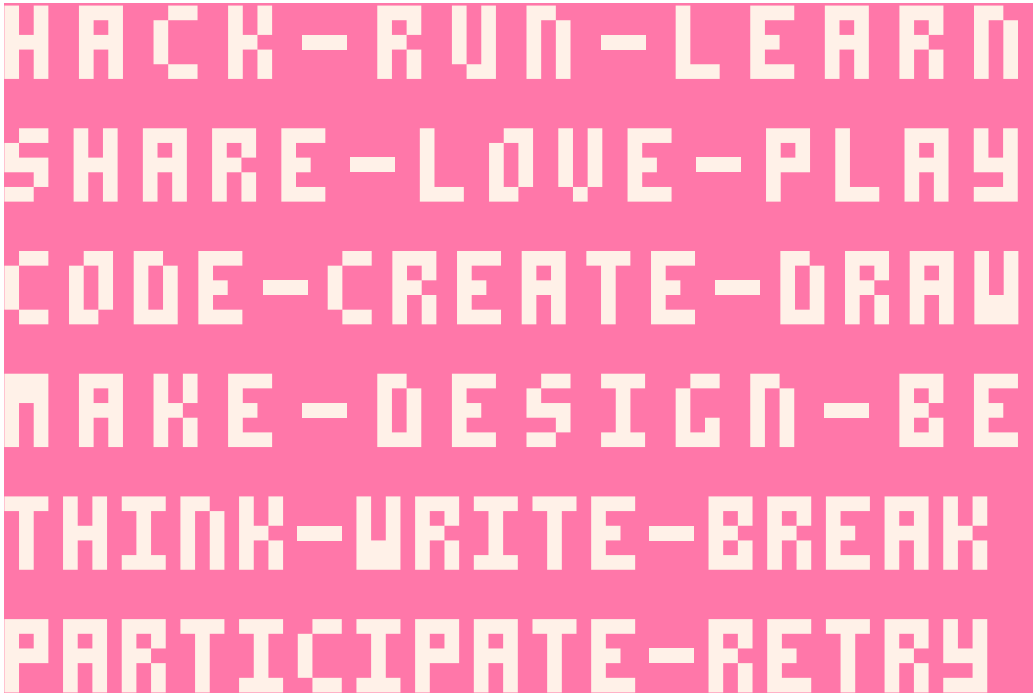 HACK-RUN-LEARN
SHARE-LOVE-PLAY
CODE-CREATE-DRAW
MAKE-DESIGN-BE
THINK-WRITE-BREAK
PARTICIPATE-RETRY